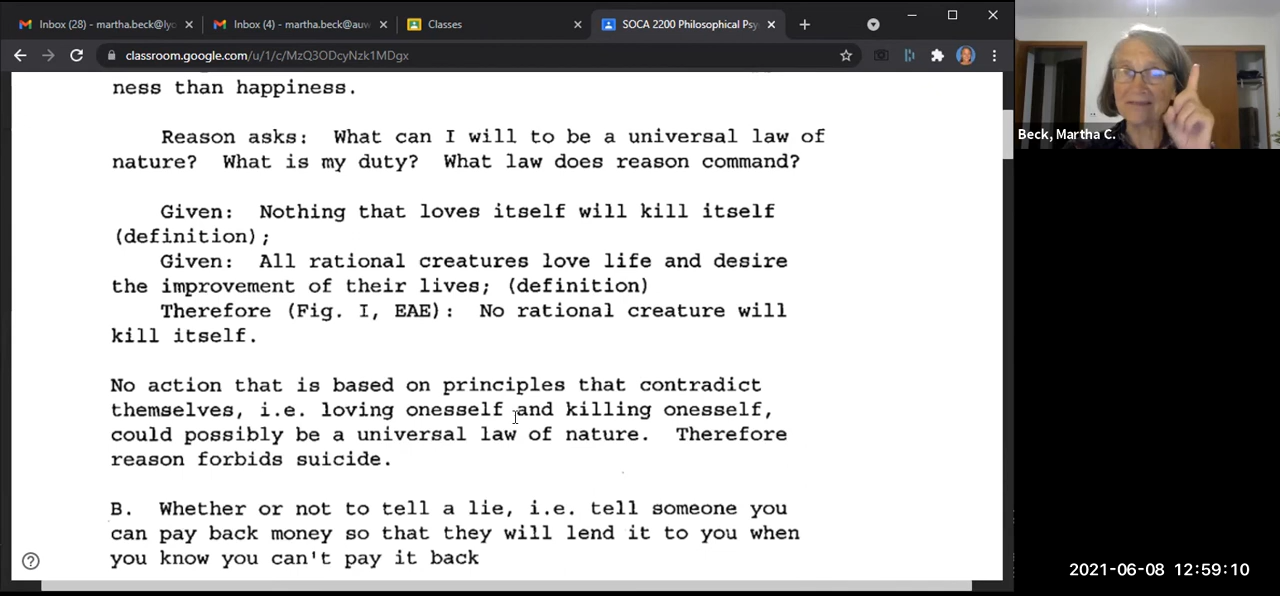 Inbox (28) - martha.beck@lyo
Inbox (4) - martha.beck@auw
Classes
SOCA 2200 Philosophical Psy
classroom.google.com/u/1/c/MzQ3ODcyNzk1MDgx
ness than happiness.
Reason asks: What can I will to be a universal law of
nature? What is my duty? What law does reason command?
Given: Nothing that loves itself will kill itself
(definition);
Given: All rational creatures love life and desire
the improvement of their lives; (definition)
Therefore (Fig. I, EAE): No rational creature will
kill itself.
No action that is based on principles that contradict
themselves, i.e. loving onesself and killing onesself,
could possibly be a universal law of nature. Therefore
reason forbids suicide.
B. Whether or not to tell a lie, i.e. tell someone you
can pay back money so that they will lend it to you when
you know you can't pay it back
Beck, Martha C.
2021-06-08 12:59:10